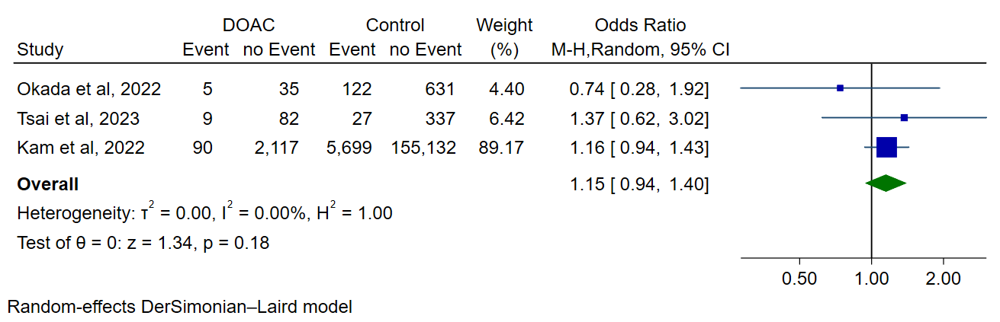 DOAC Control Weight Odds Ratio
Study Event no Event Event no Event (%) M-H,Random, 95% CI
Okada et al, 2022 5 35 122 631 4.40 0.74 [ 0.28, 1.92]
Tsai et al, 2023 9 82 27 337 6.42 1.37 [ 0.62, 3.02]
Kam et al, 2022 90 2,117 5,699 155,132 89.17 1.16 [ 0.94, 1.43]
Overall 1.15 [ 0.94, 1.40]
Heterogeneity: τ² = 0.00, I² = 0.00%, H² = 1.00
Test of θ = 0: z = 1.34, p = 0.18
0.50 1.00 2.00
Random-effects DerSimonian–Laird model